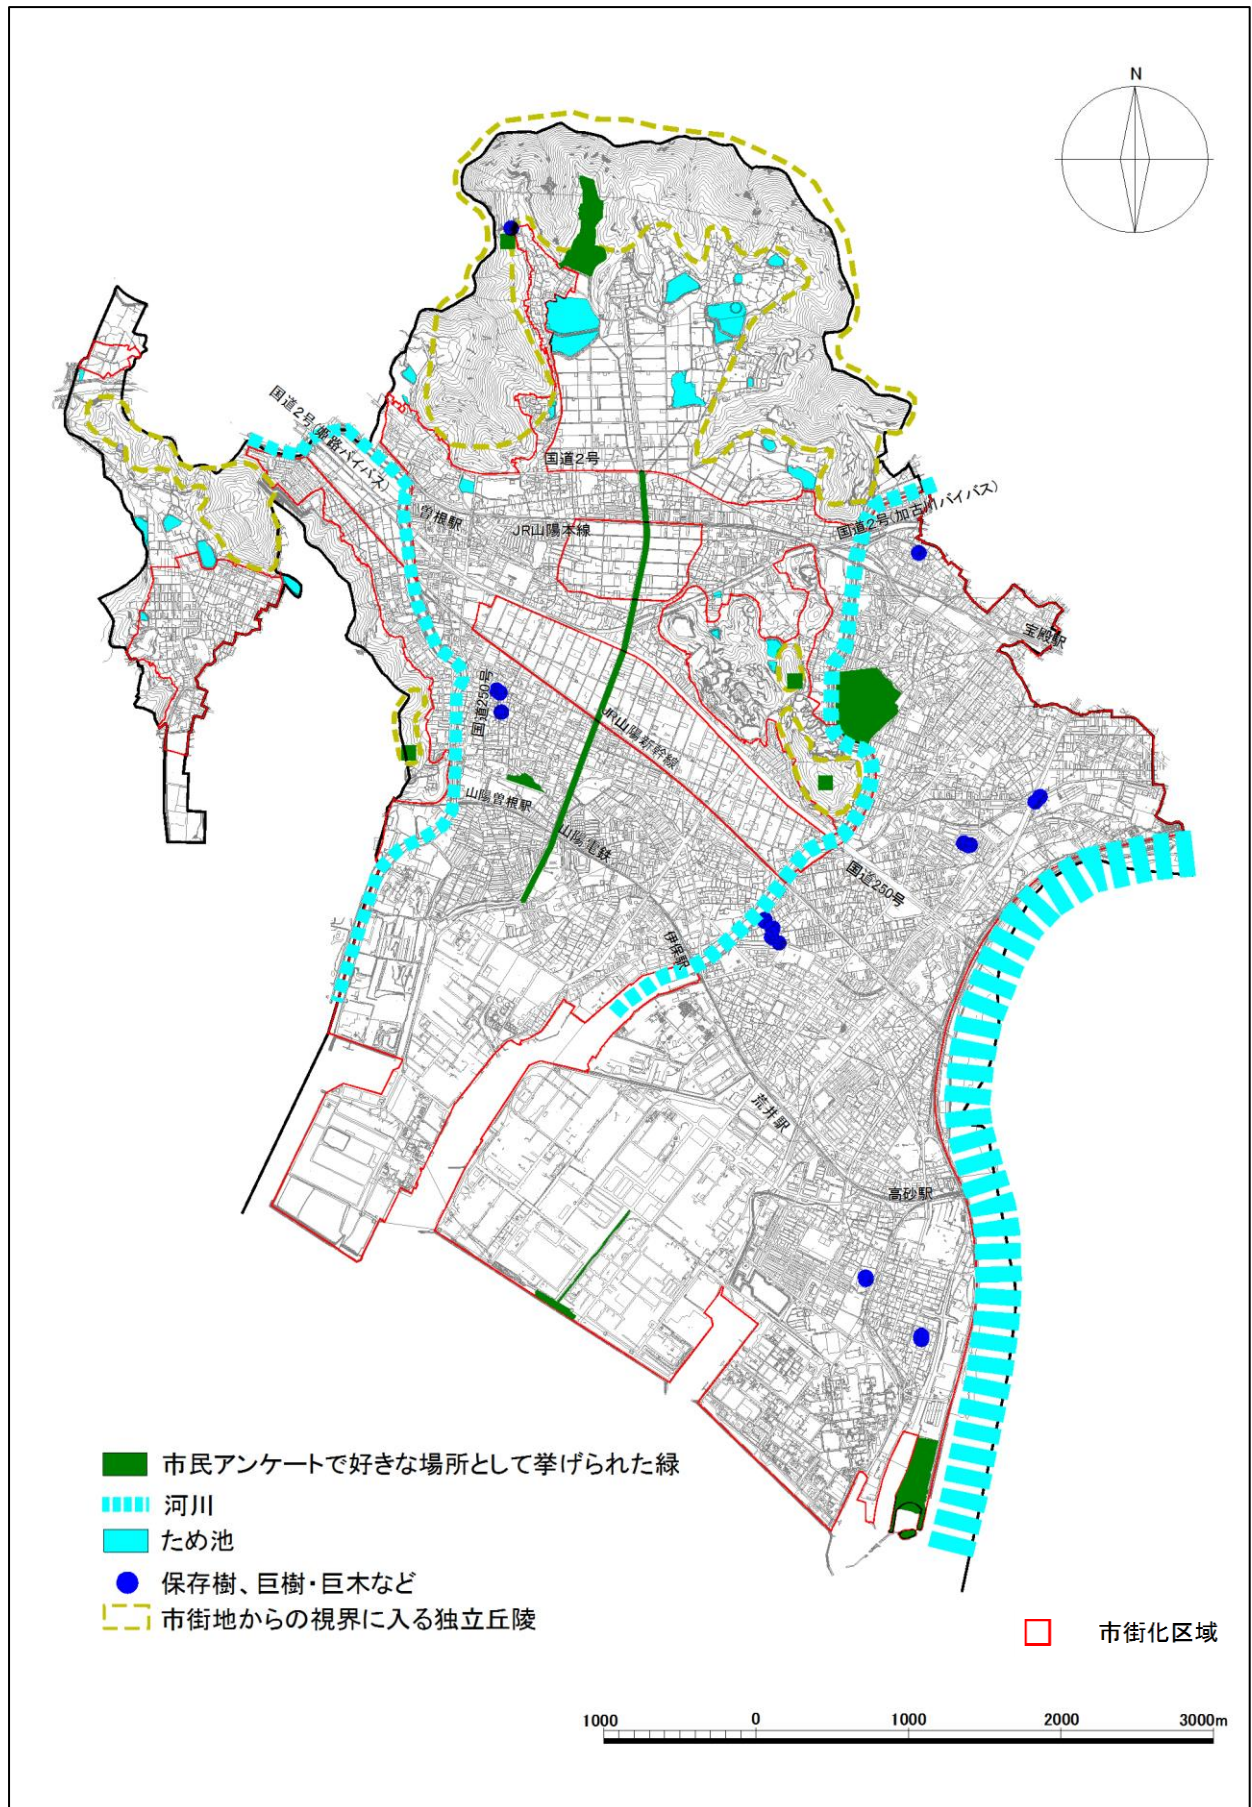 N
国道2号(姫路バイパス)
国道2号
曽根駅
JR山陽本線
国道2号(加古川バイパス)
宝殿駅
国道250号
JR山陽新幹線
山陽曽根駅
山陽電鉄
国道250号
伊保駅
荒井駅
高砂駅
市民アンケートで好きな場所として挙げられた緑
河川
ため池
保存樹、巨樹・巨木など
市街地からの視界に入る独立丘陵
市街化区域
1000 0 1000 2000 3000m